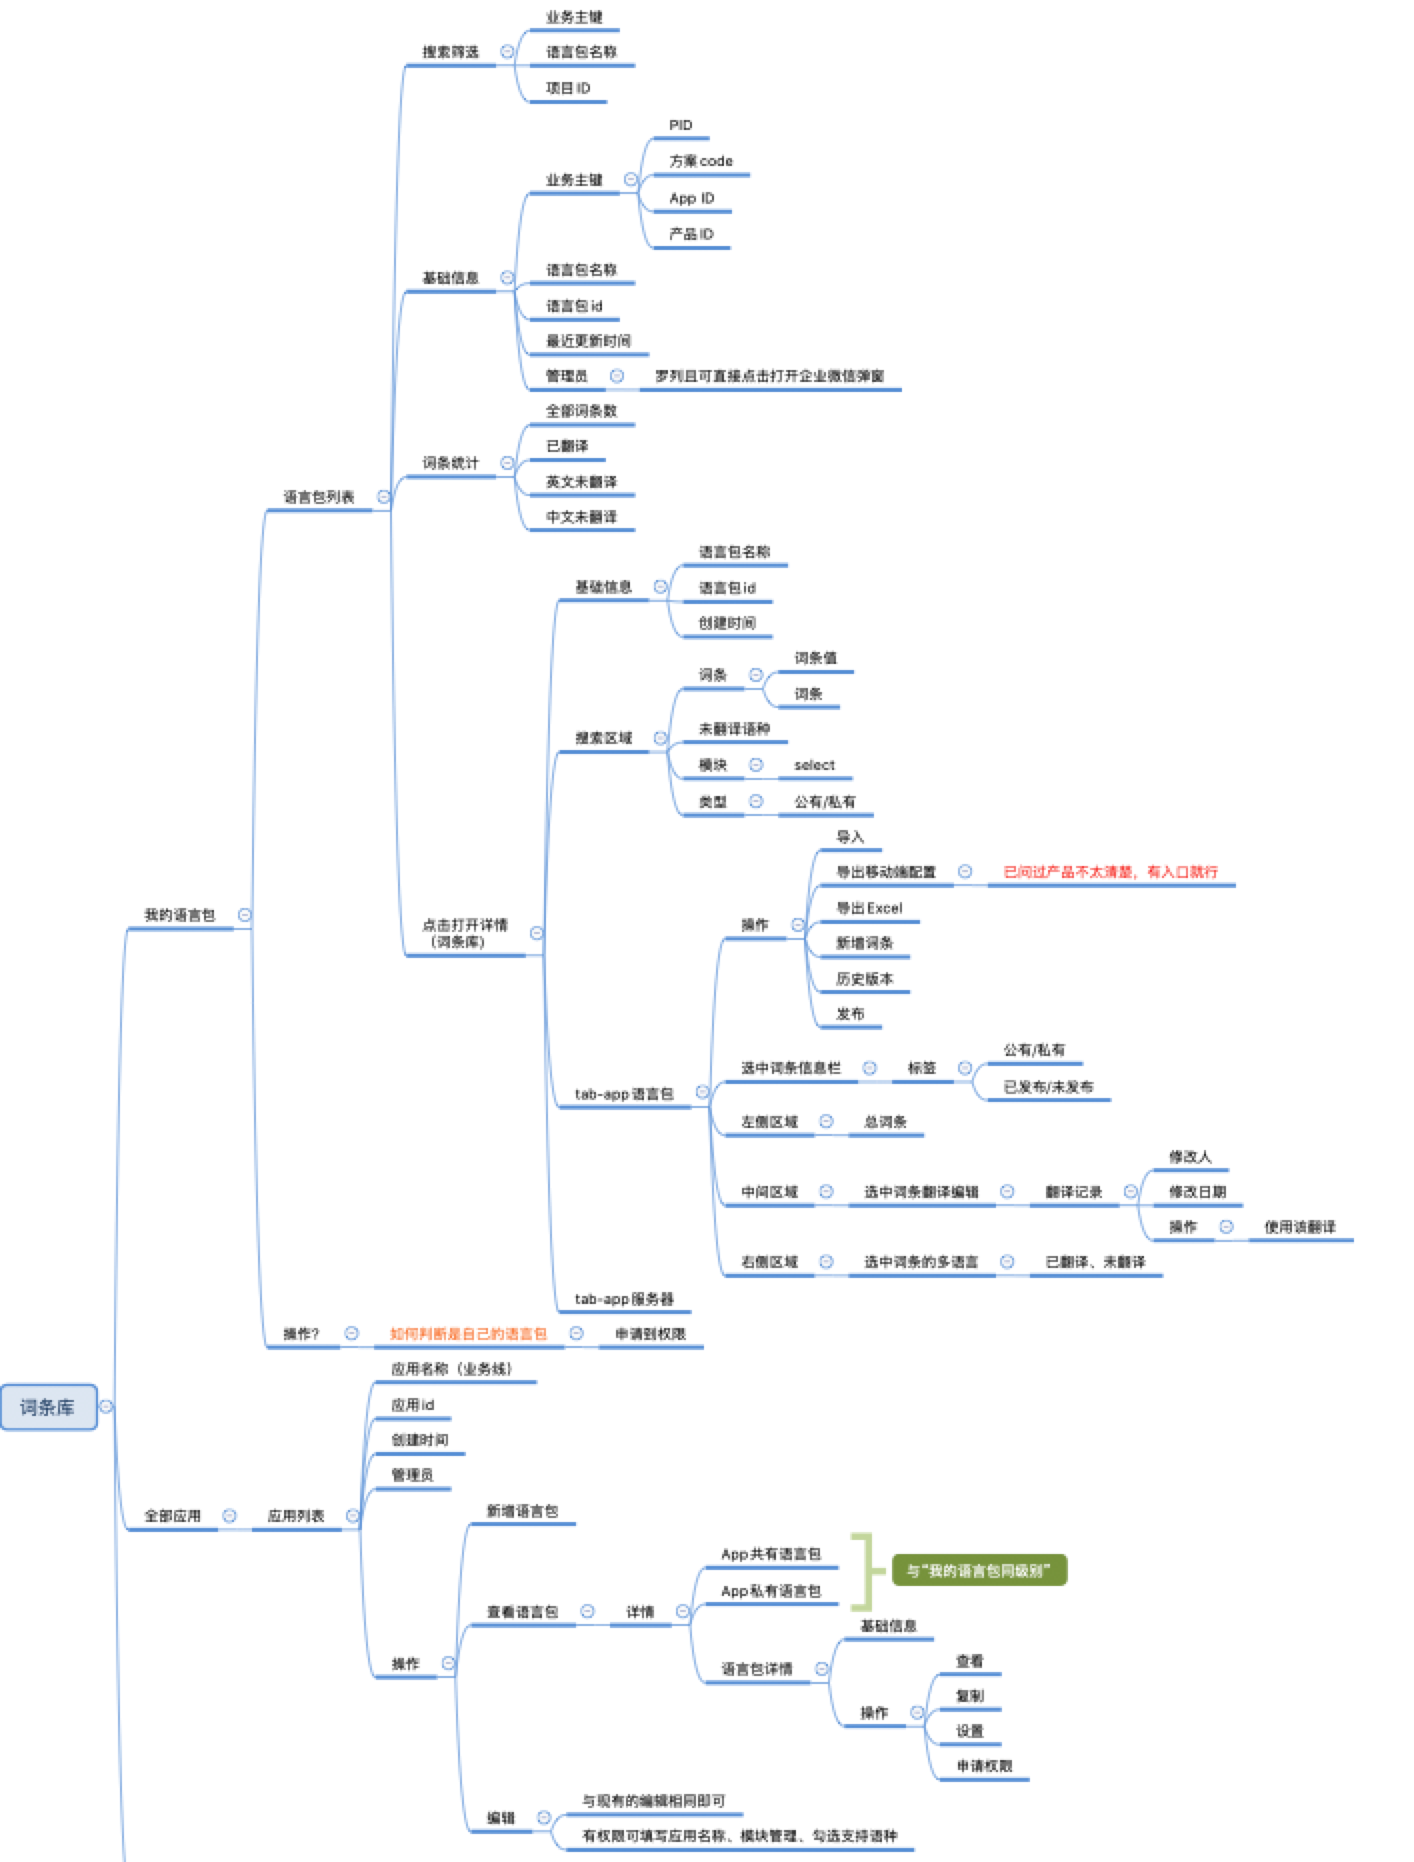 业务主键
搜索筛选
语言包名称
项目ID
PID
方案code
业务主键
App ID
产品ID
语言包名称
基础信息
语言包id
最近更新时间
管理员
罗列且可直接点击打开企业微信弹窗
全部词条数
已翻译
词条统计
英文未翻译
语言包列表
中文未翻译
语言包名称
基础信息
语言包id
创建时间
词条值
词条
词条
未翻译语种
搜索区域
模块
select
类型
公有/私有
导入
导出移动端配置
已问过产品不太清楚，有入口就行
导出Excel
我的语言包
点击打开详情
（词条库）
操作
新增词条
历史版本
发布
公有/私有
选中词条信息栏
标签
已发布/未发布
tab-app语言包
左侧区域
总词条
修改人
中间区域
选中词条翻译编辑
翻译记录
修改日期
操作
使用该翻译
右侧区域
选中词条的多语言
已翻译、未翻译
tab-app服务器
操作？
如何判断是自己的语言包
申请到权限
应用名称（业务线）
词条库
应用id
创建时间
管理员
全部应用
应用列表
新增语言包
App共有语言包
与“我的语言包同级别”
App私有语言包
查看语言包
详情
基础信息
语言包详情
查看
操作
复制
操作
设置
申请权限
与现有的编辑相同即可
编辑
有权限可填写应用名称、模块管理、勾选支持语种